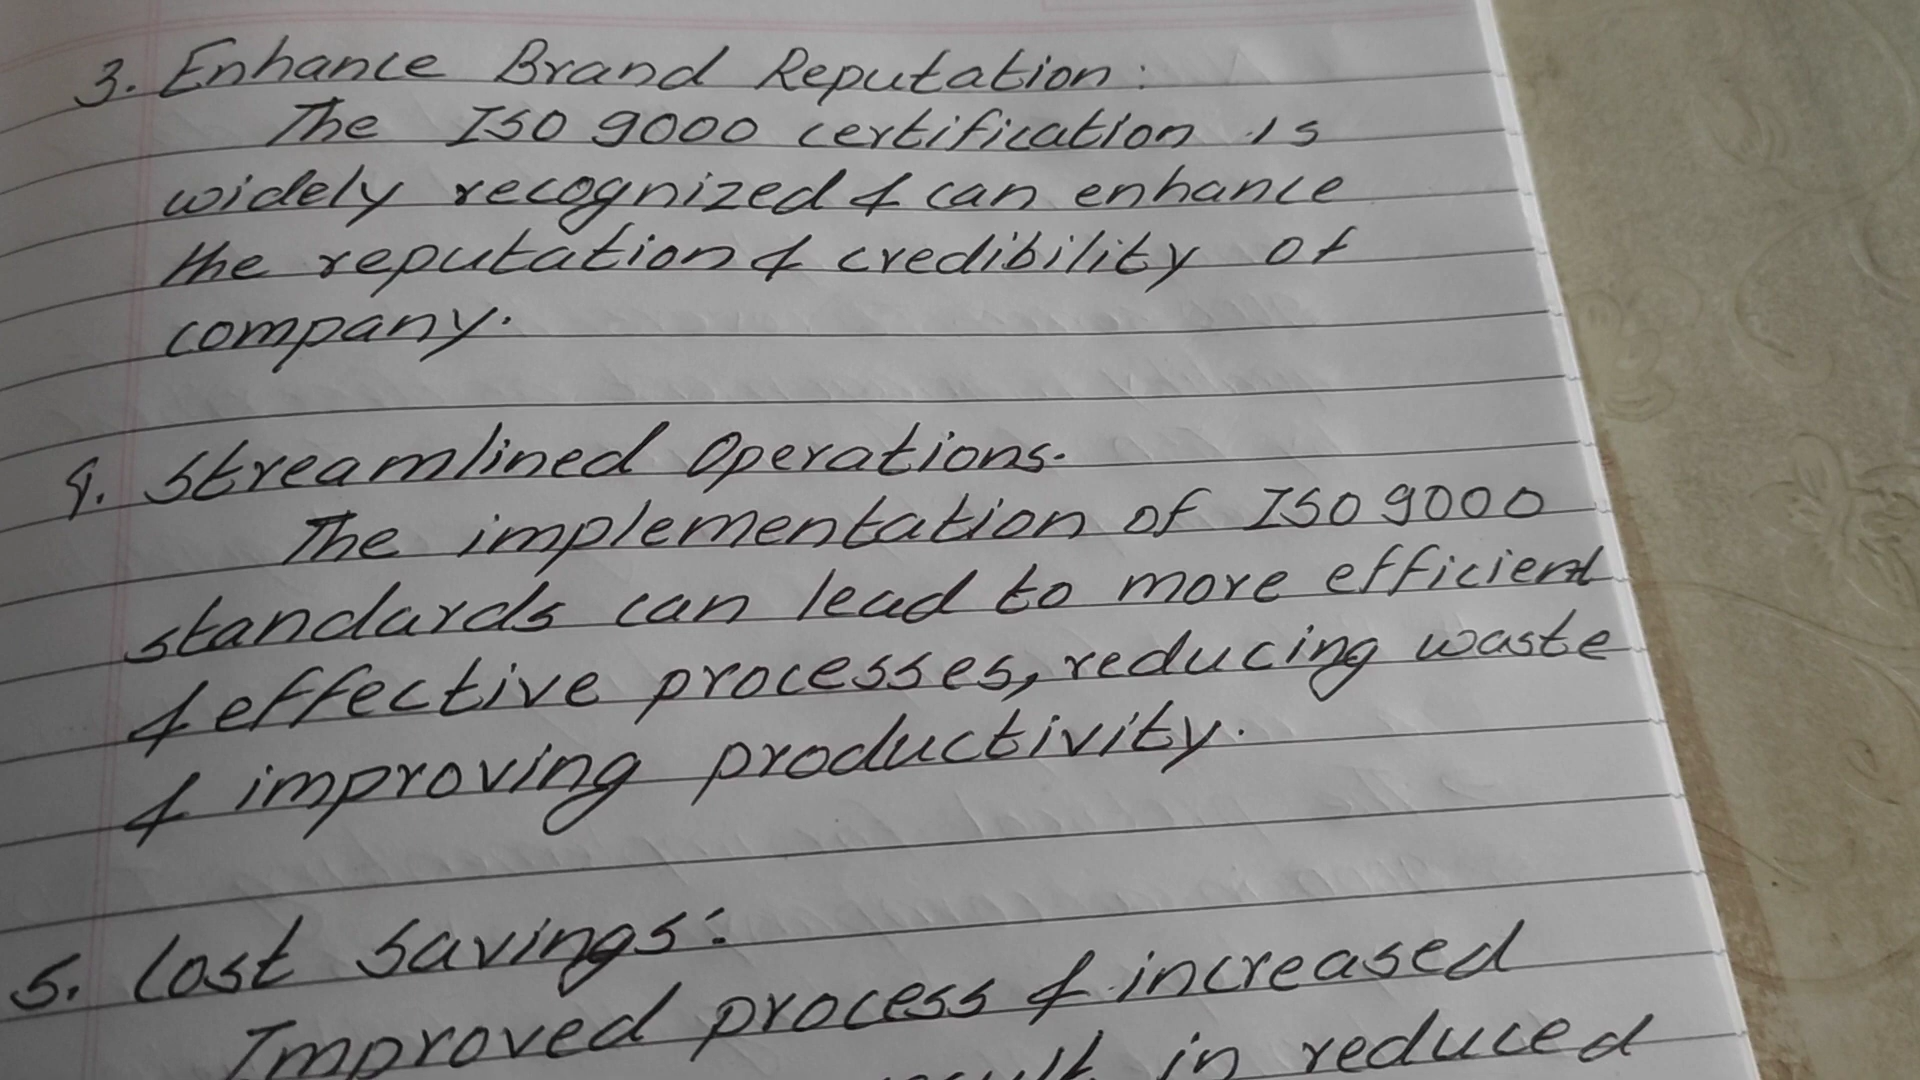 3. Enhance Brand Reputation:
The ISO 9000 certification is
widely recognized & can enhance
the reputation & credibility of
company.
4. Streamlined Operations.
The implementation of ISO 9000
standards can lead to more efficient
& effective processes, reducing waste
& improving productivity.
5. Cost Savings:
Improved process & increased
in reduced